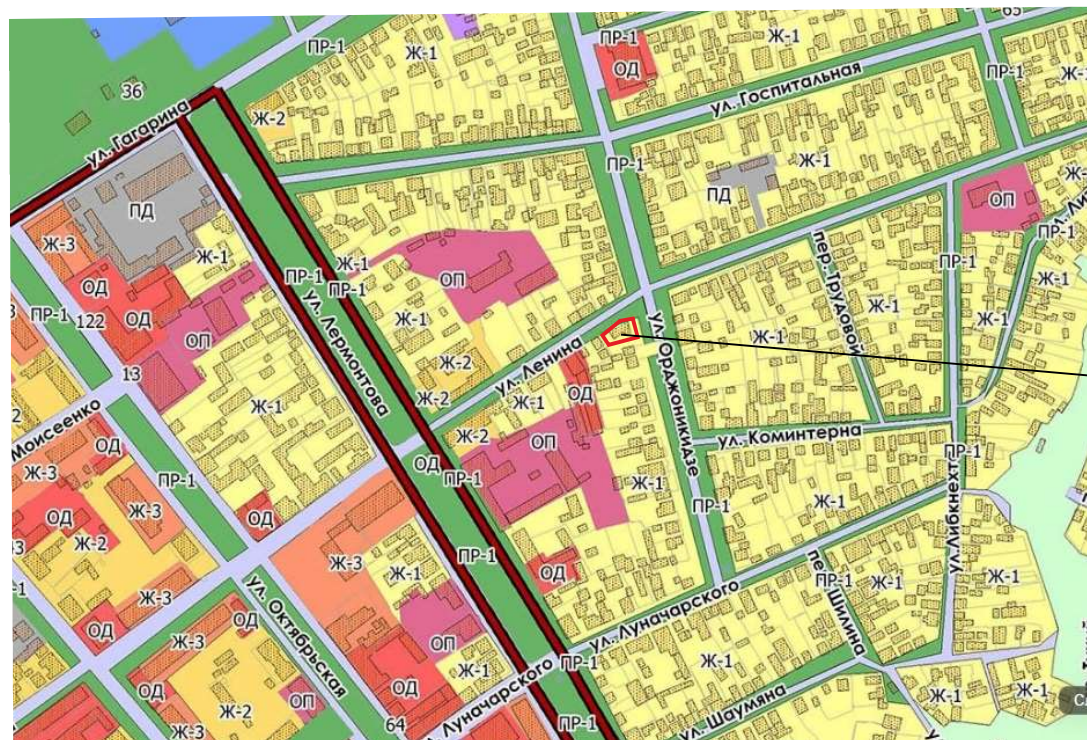 65
ПР-1
Ж-1
ПР-1
Ж-1
ОД
ПР-1
Ж-
36
Ж-2
ул. Госпитальная
ул. Гагарина
ПР-1
Ж-1
ПД
ПД
Ж-1
Ж-
ОП
Ж-3
Ж-1
ПР-1
ПР-1
ОД
ПР-1
Ж-1
ПР-1
ОП
Ж-1
пер. Трудовой
Ж-1
ПР-1
122
ОД
ОП
ул. Лермонтова
Ж-1
ул. Орджоникидзе
Ж-1
Ж-1
13
Ж-2
ул. Ленина
ОД
Ж-2
Ж-1
Моисеенко
Ж-1
Ж-2
ул. Коминтерна
ОД
ОП
ПР-1
Ж-3
ПР-1
ОД
ПР-1
Ж-1
ПР-1
Ж-1
ул.Либкнехта
ОД
Ж-3
ОД
Ж-2
Ж-3
ПР-1
Ж-1
ОД
ПР-1
Ж-1
ул. Октябрьская
ОД
ул. Луначарского
пер. Шилина
ОД
Ж-3
ОП
Ж-1
ПР-1
Ж-1
Ж-1
ОД
Ж-2
ОП
ОД
Луначарского
ул. Шаумяна
Ж-1
Ж-1
Ж-3
64
ПР-1